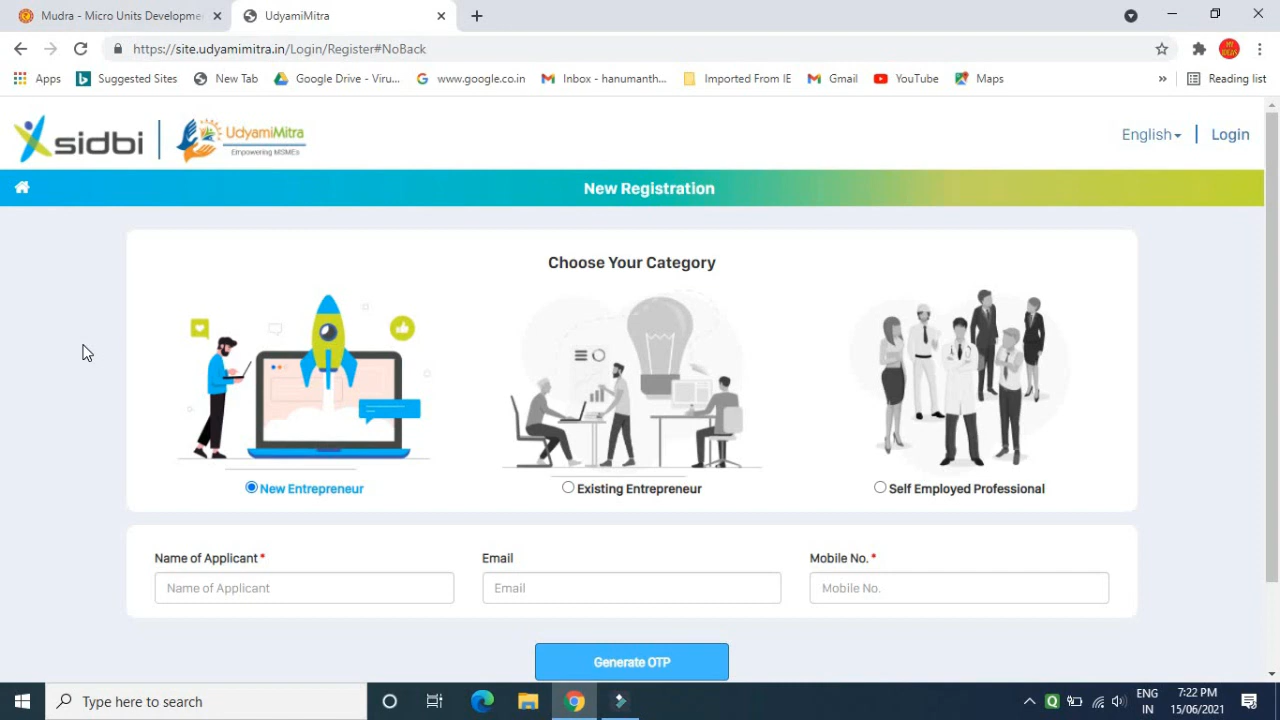 Mudra - Micro Units Developme
UdyamiMitra
https://site.udyamimitra.in/Login/Register#NoBack
Apps
Suggested Sites
New Tab
Google Drive - Viru...
www.google.co.in
Inbox - hanumanth...
Imported From IE
Gmail
YouTube
Maps
»
Reading list
sidbi
UdyamiMitra
Empowering MSMEs
English
Login
New Registration
Choose Your Category
New Entrepreneur
Existing Entrepreneur
Self Employed Professional
Name of Applicant *
Email
Mobile No. *
Name of Applicant
Email
Mobile No.
Generate OTP
Type here to search
ENG
IN
7:22 PM
15/06/2021